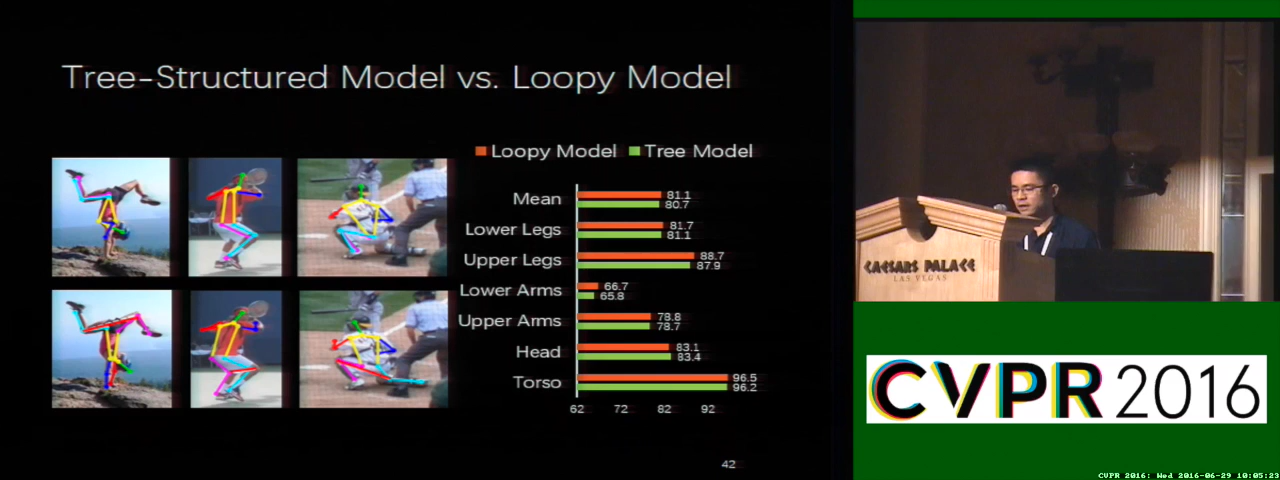 Tree-Structured Model vs. Loopy Model
Loopy Model Tree Model
Mean 81.1 80.7
Lower Legs 81.7 81.1
Upper Legs 88.7 87.9
Lower Arms 66.7 65.8
Upper Arms 78.8 78.7
Head 83.1 83.4
Torso 96.5 96.2
62 72 82 92
42
CAESARS PALACE
LAS VEGAS
CVPR 2016
CVPR 2016: Wed 2016-06-29 10:05:23